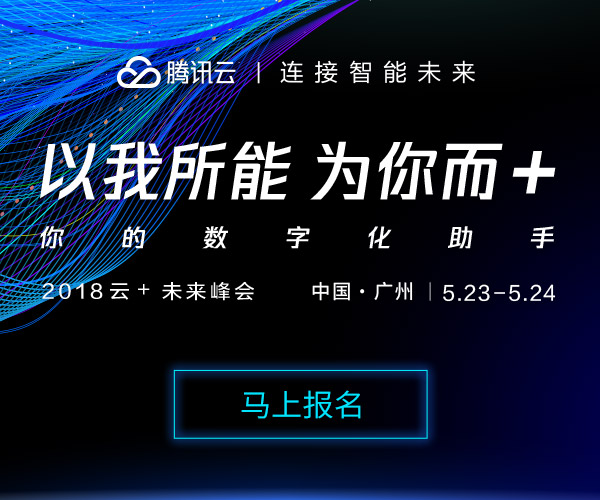 腾讯云 | 连接智能未来
以我所能 为你而+
你的数字化助手
2018云+未来峰会 中国·广州 | 5.23-5.24
马上报名